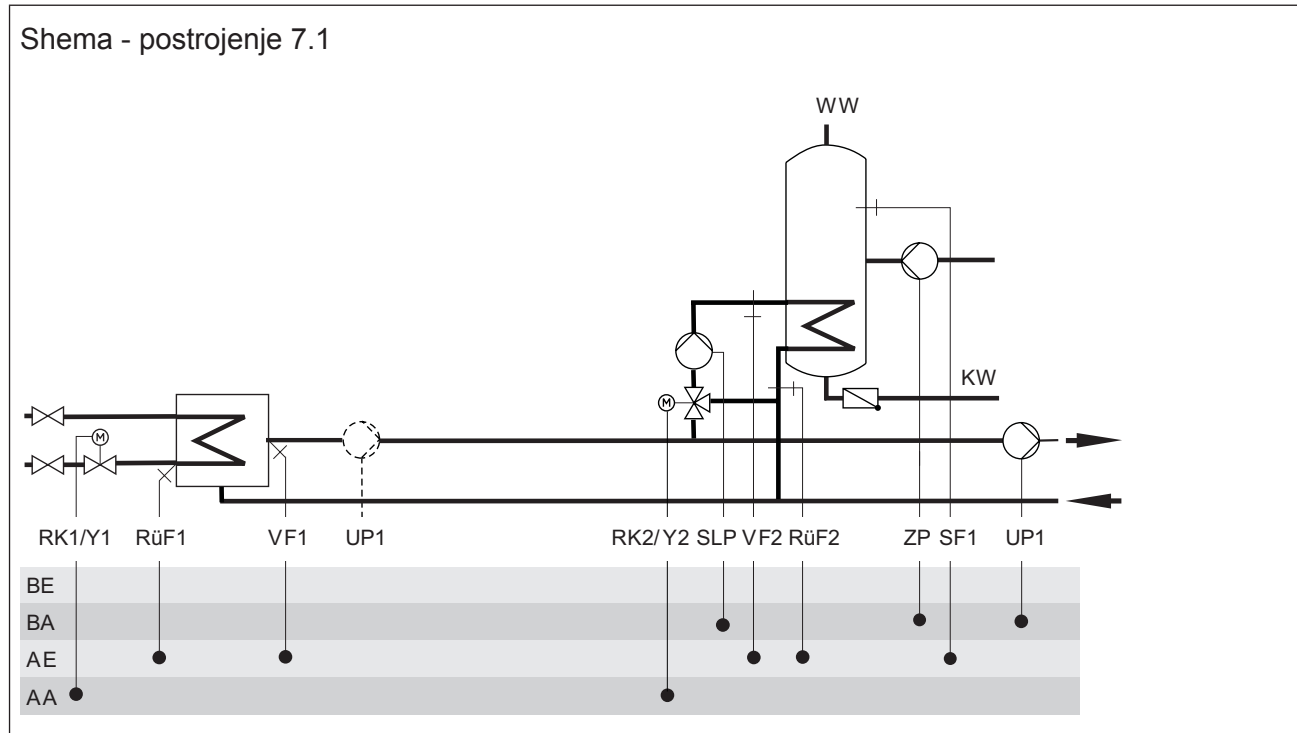 Shema - postrojenje 7.1
WW
KW
M
M
RK1/Y1 RüF1 VF1 UP1 RK2/Y2 SLP VF2 RüF2 ZP SF1 UP1
BE
BA
AE
AA